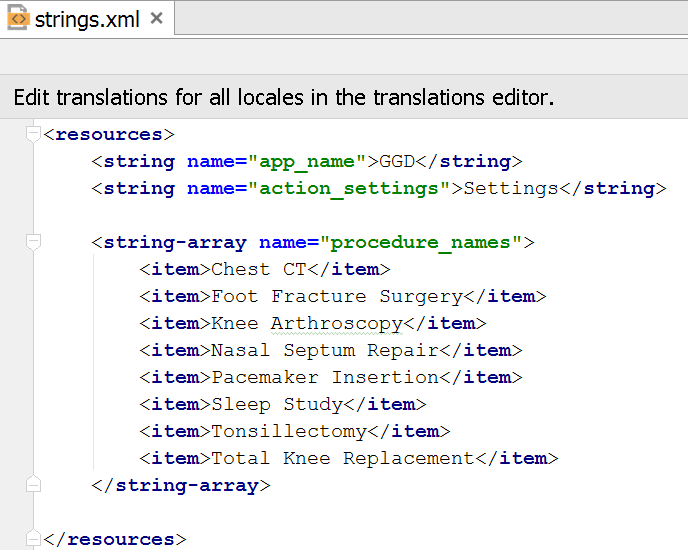 strings.xml
Edit translations for all locales in the translations editor.
<resources>
    <string name="app_name">GGD</string>
    <string name="action_settings">Settings</string>

    <string-array name="procedure_names">
        <item>Chest CT</item>
        <item>Foot Fracture Surgery</item>
        <item>Knee Arthroscopy</item>
        <item>Nasal Septum Repair</item>
        <item>Pacemaker Insertion</item>
        <item>Sleep Study</item>
        <item>Tonsillectomy</item>
        <item>Total Knee Replacement</item>
    </string-array>

</resources>